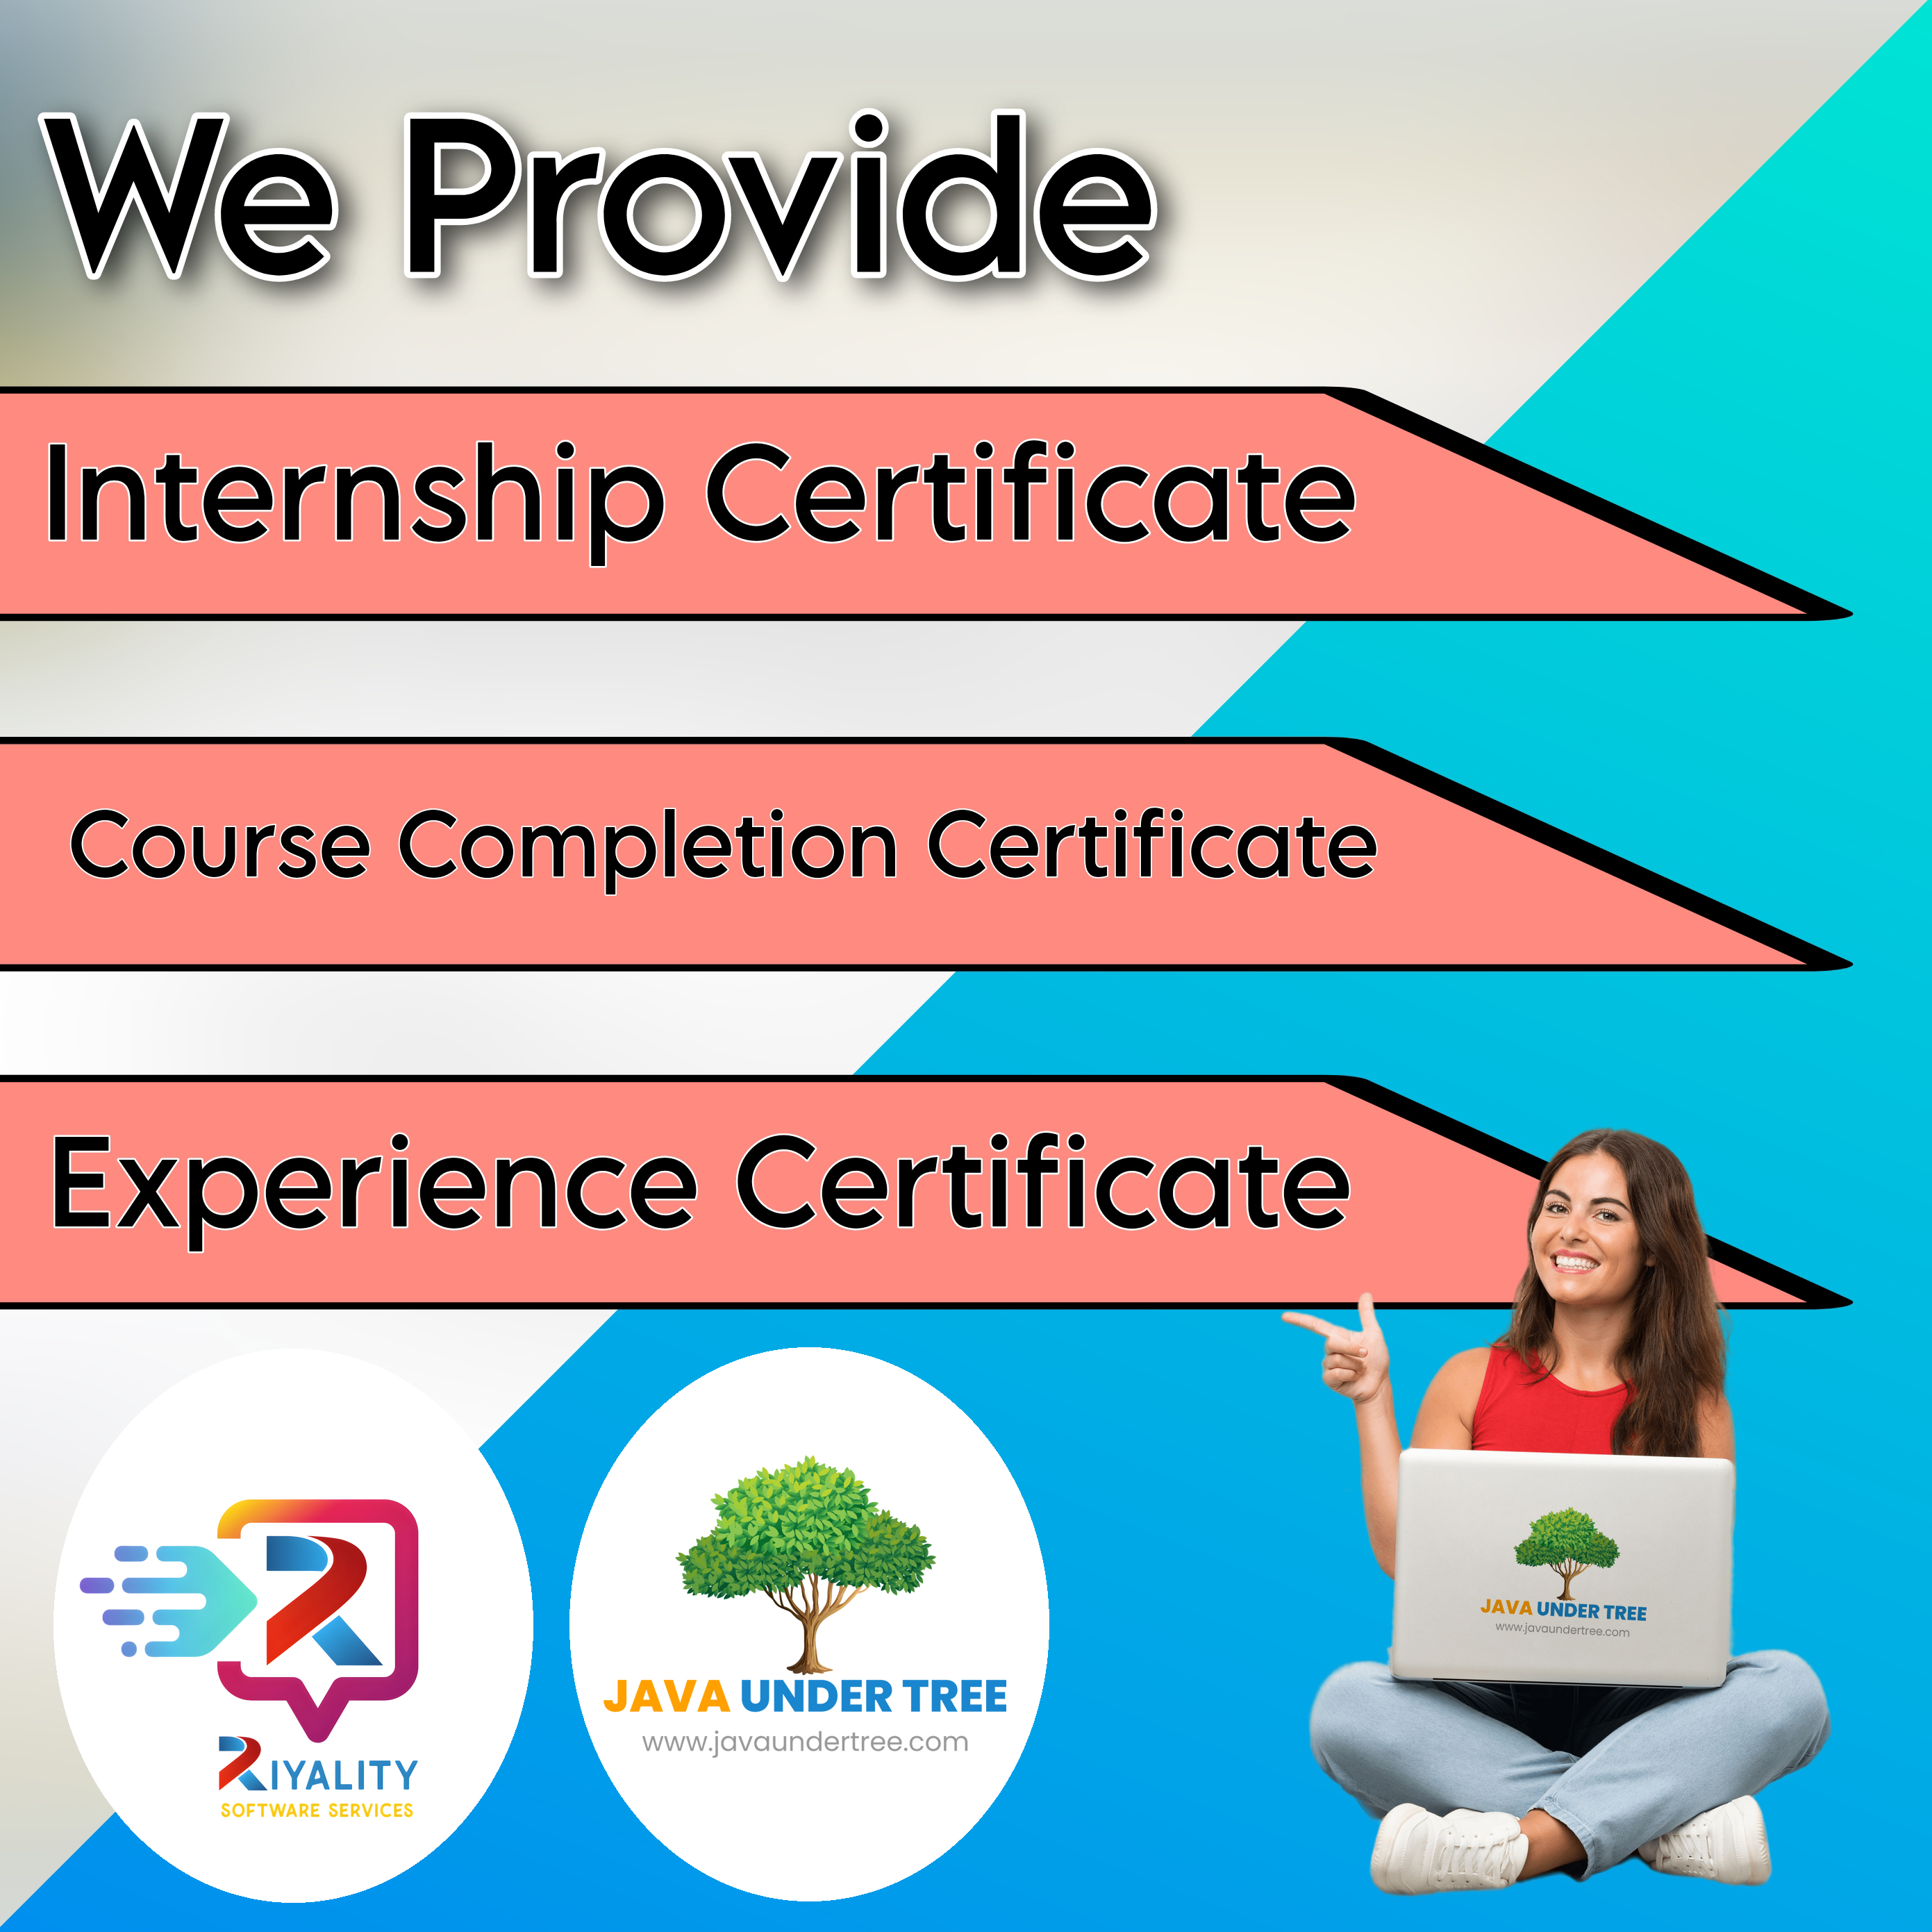 We Provide
Internship Certificate
Course Completion Certificate
Experience Certificate
RIYALITY
SOFTWARE SERVICES
JAVA UNDER TREE
www.javaundertree.com
JAVA UNDER TREE
www.javaundertree.com